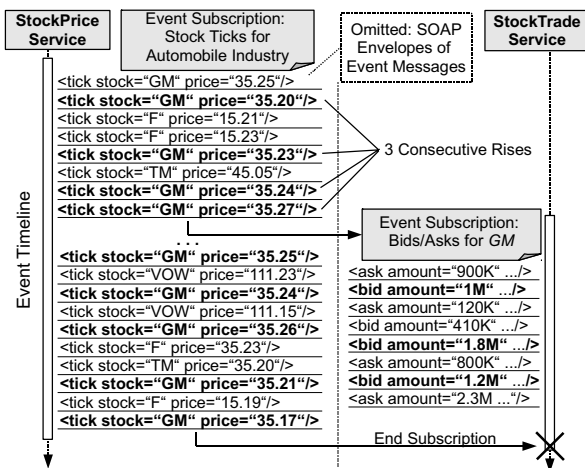 StockPrice
Service
Event Subscription:
Stock Ticks for
Automobile Industry
Omitted: SOAP
Envelopes of
Event Messages
StockTrade
Service
Event Timeline
<tick stock=“GM“ price=“35.25“/>
<tick stock=“GM“ price=“35.20“/>
<tick stock=“F“ price=“15.21“/>
<tick stock=“F“ price=“15.23“/>
<tick stock=“GM“ price=“35.23“/>
<tick stock=“TM“ price=“45.05“/>
<tick stock=“GM“ price=“35.24“/>
<tick stock=“GM“ price=“35.27“/>
3 Consecutive Rises
. . .
<tick stock=“GM“ price=“35.25“/>
<tick stock=“VOW“ price=“111.23“/>
<tick stock=“GM“ price=“35.24“/>
<tick stock=“VOW“ price=“111.15“/>
<tick stock=“GM“ price=“35.26“/>
<tick stock=“F“ price=“35.23“/>
<tick stock=“TM“ price=“35.20“/>
<tick stock=“GM“ price=“35.21“/>
<tick stock=“F“ price=“15.19“/>
<tick stock=“GM“ price=“35.17“/>
Event Subscription:
Bids/Asks for GM
<ask amount=“900K“ .../>
<bid amount=“1M“ .../>
<ask amount=“120K“ .../>
<bid amount=“410K“ .../>
<bid amount=“1.8M“ .../>
<ask amount=“800K“ .../>
<bid amount=“1.2M“ .../>
<ask amount=“2.3M ...“/>
End Subscription